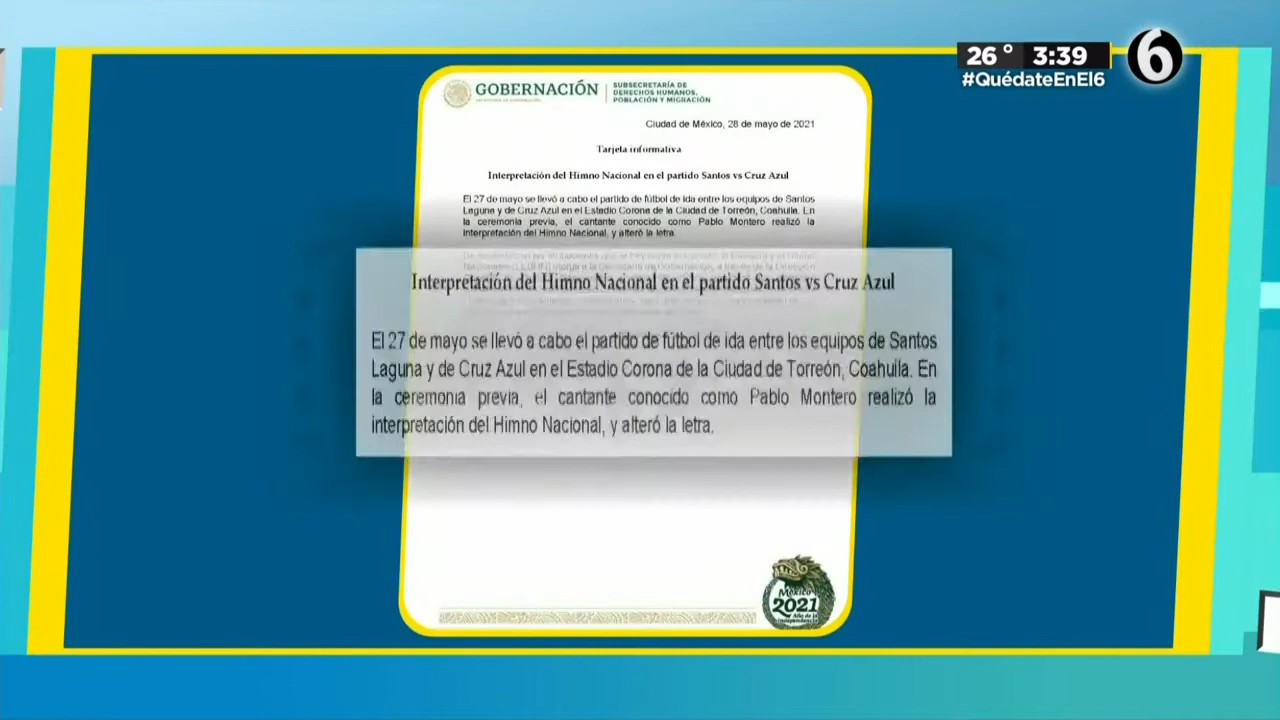 26° 3:39
#QuédateEnEl6
6
GOBERNACIÓN
SUBSECRETARÍA DE
DERECHOS HUMANOS,
POBLACIÓN Y MIGRACIÓN
Ciudad de México, 28 de mayo de 2021
Tarjeta informativa
Interpretación del Himno Nacional en el partido Santos vs Cruz Azul
El 27 de mayo se llevó a cabo el partido de fútbol de ida entre los equipos de Santos
Laguna y de Cruz Azul en el Estadio Corona de la Ciudad de Torreón, Coahuila. En
la ceremonia previa, el cantante conocido como Pablo Montero realizó la
interpretación del Himno Nacional, y alteró la letra.
Interpretación del Himno Nacional en el partido Santos vs Cruz Azul
El 27 de mayo se llevó a cabo el partido de fútbol de ida entre los equipos de Santos
Laguna y de Cruz Azul en el Estadio Corona de la Ciudad de Torreón, Coahuila. En
la ceremonia previa, el cantante conocido como Pablo Montero realizó la
interpretación del Himno Nacional, y alteró la letra.
México
2021
Año de la
Independencia